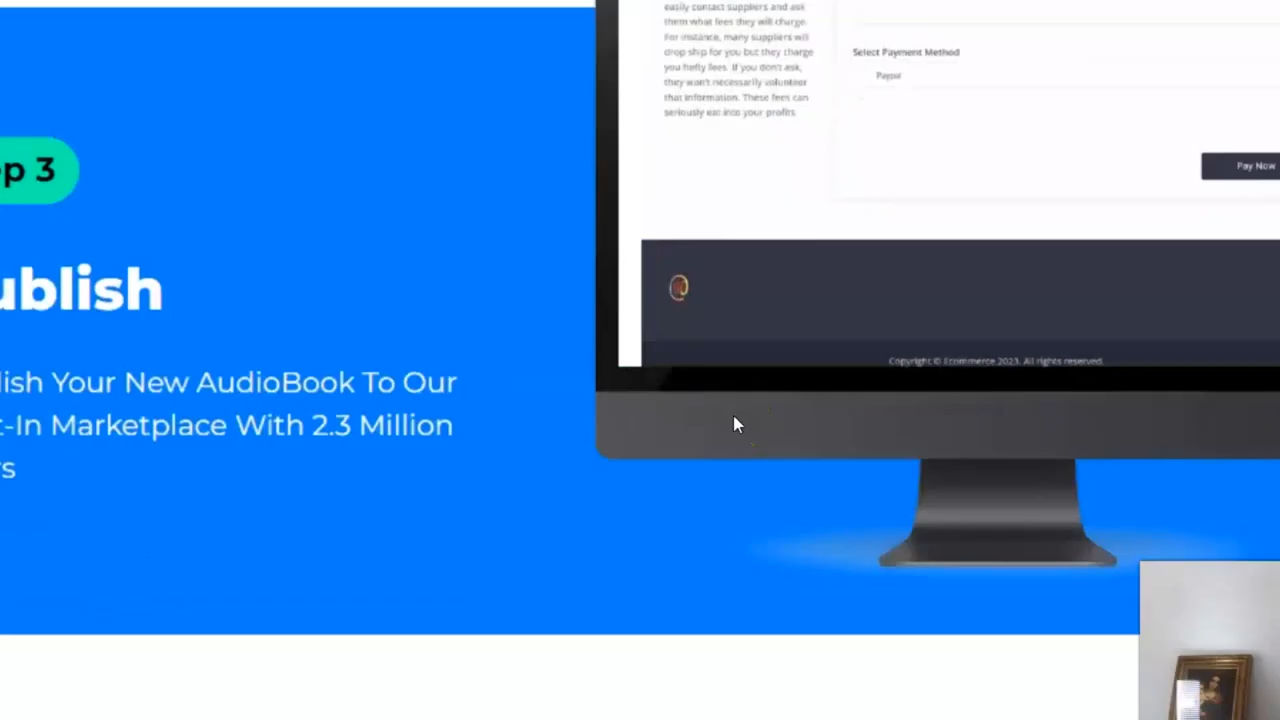 p 3
ublish
lish Your New AudioBook To Our
t-In Marketplace With 2.3 Million
rs
easily contact suppliers and ask
them what fees they will charge.
For instance, many suppliers will
drop ship for you but they charge
you hefty fees. If you don't ask,
they won't necessarily volunteer
that information. These fees can
seriously eat into your profits
Select Payment Method
Paypal
Pay Now
Copyright © Ecommerce 2023. All rights reserved.